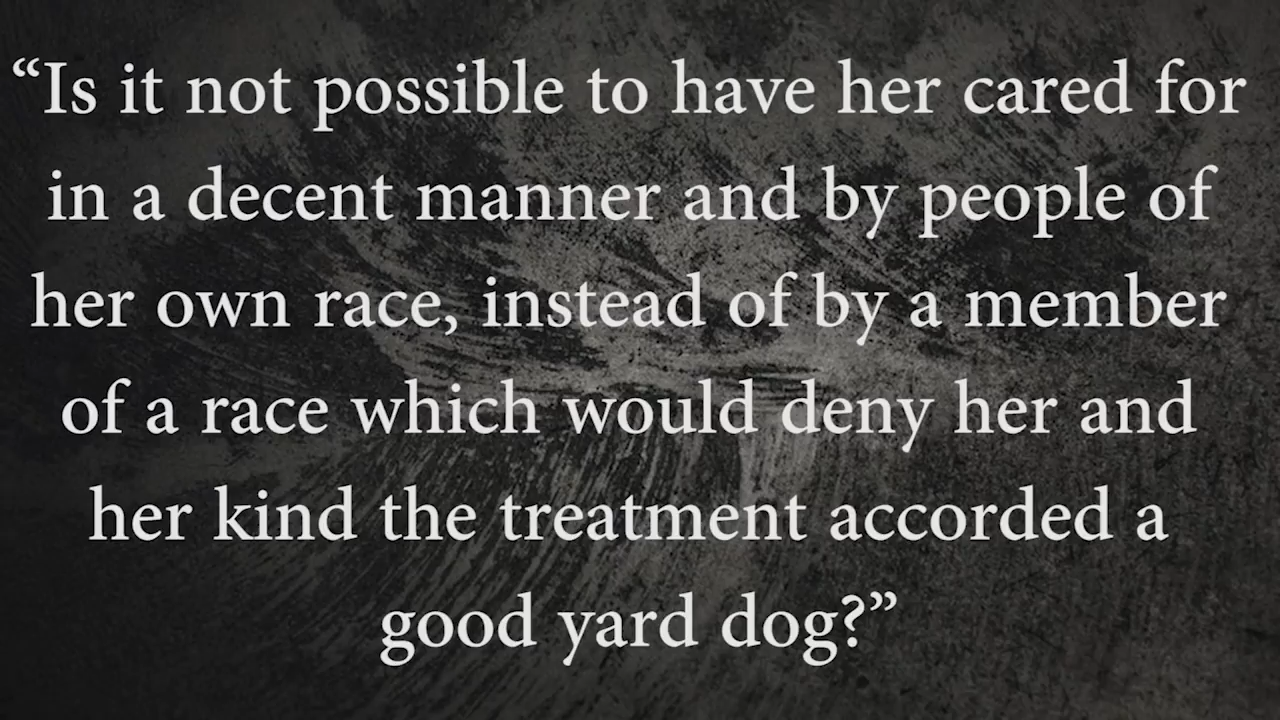 “Is it not possible to have her cared for
in a decent manner and by people of
her own race, instead of by a member
of a race which would deny her and
her kind the treatment accorded a
good yard dog?”